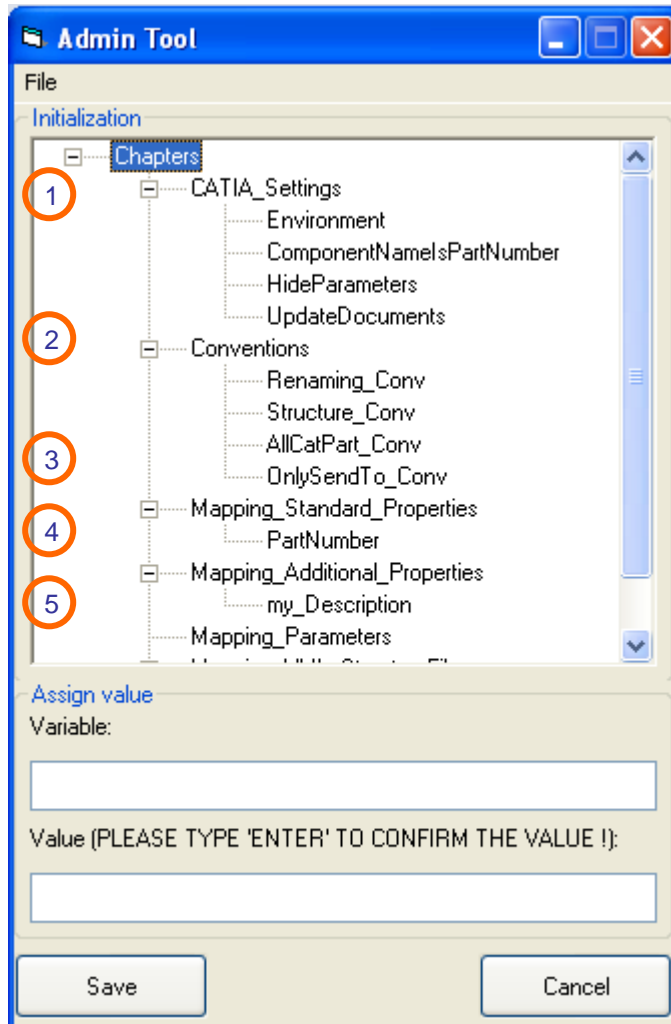 Admin Tool
File
Initialization
Chapters
1 CATIA_Settings
Environment
ComponentNameIsPartNumber
HideParameters
UpdateDocuments
2 Conventions
Renaming_Conv
Structure_Conv
AllCatPart_Conv
3 OnlySendTo_Conv
Mapping_Standard_Properties
4 PartNumber
Mapping_Additional_Properties
5 my_Description
Mapping_Parameters
Assign value
Variable:
Value (PLEASE TYPE 'ENTER' TO CONFIRM THE VALUE !):
Save Cancel